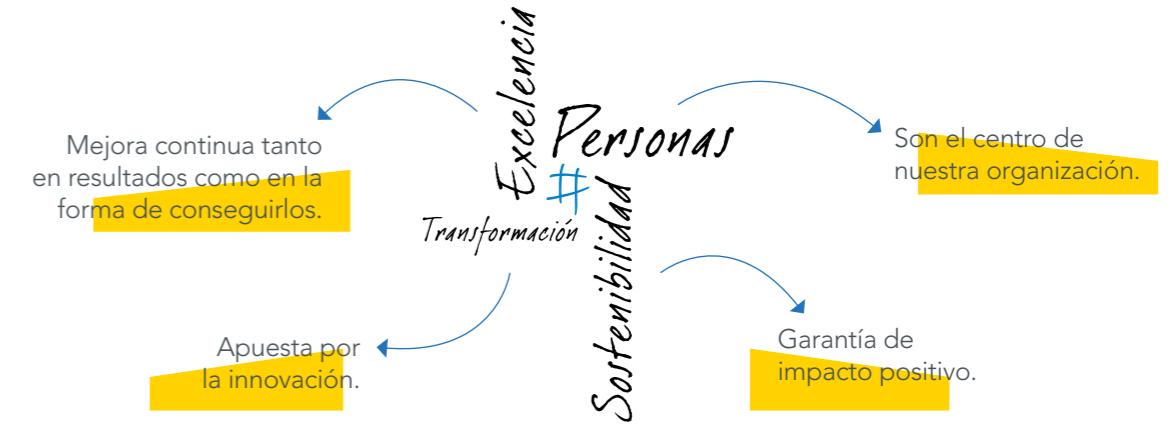 Excelencia
Personas
#
Transformación
Sostenibilidad
Mejora continua tanto
en resultados como en la
forma de conseguirlos.
Son el centro de
nuestra organización.
Apuesta por
la innovación.
Garantía de
impacto positivo.